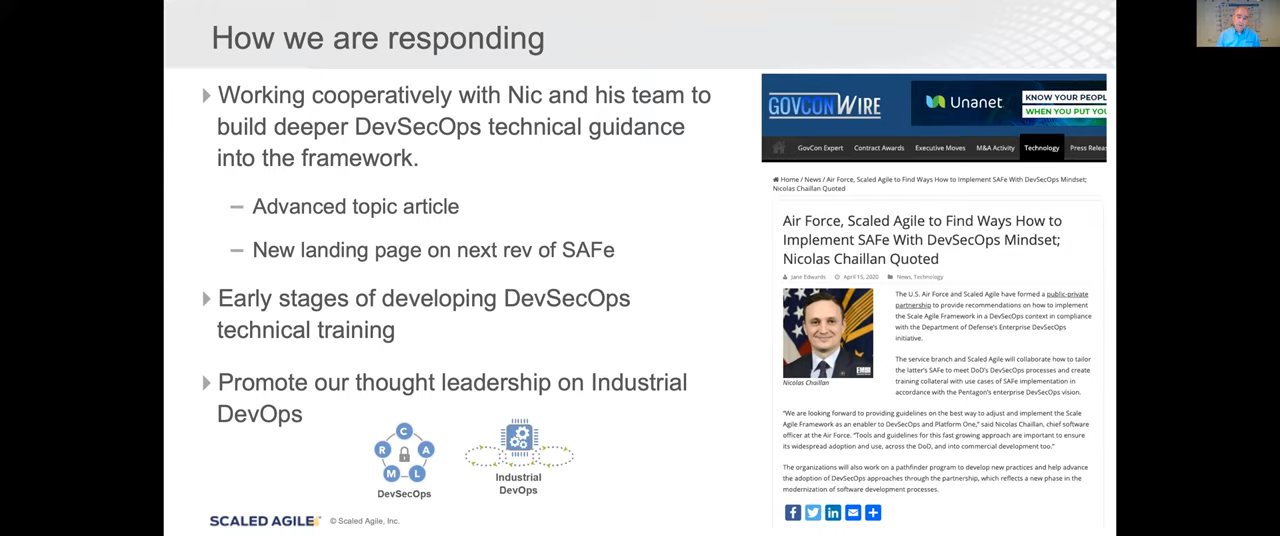 How we are responding
Working cooperatively with Nic and his team to
build deeper DevSecOps technical guidance
into the framework.
Advanced topic article
New landing page on next rev of SAFe
Early stages of developing DevSecOps
technical training
Promote our thought leadership on Industrial
DevOps
C
R
A
M
L
DevSecOps
Industrial
DevOps
SCALED AGILE
© Scaled Agile, Inc.
GOVCONWIRE
Unanet
KNOW YOUR PEOPL
WHEN YOU PUT YOU
GovCon Expert Contract Awards Executive Moves M&A Activity Technology Press Releas
Home / News / Air Force, Scaled Agile to Find Ways How to Implement SAFe With DevSecOps Mindset;
Nicolas Chaillan Quoted
Air Force, Scaled Agile to Find Ways How to
Implement SAFe With DevSecOps Mindset;
Nicolas Chaillan Quoted
Jane Edwards April 15, 2020 News, Technology
The U.S. Air Force and Scaled Agile have formed a public-private
partnership to provide recommendations on how to implement
the Scale Agile Framework in a DevSecOps context in compliance
with the Department of Defense's Enterprise DevSecOps
initiative.
The service branch and Scaled Agile will collaborate how to tailor
the latter's SAFe to meet DoD's DevSecOps processes and create
training collateral with use cases of SAFe implementation in
accordance with the Pentagon's enterprise DevSecOps vision.
EMBI
Nicolas Chaillan
"We are looking forward to providing guidelines on the best way to adjust and implement the Scale
Agile Framework as an enabler to DevSecOps and Platform One," said Nicolas Chaillan, chief software
officer at the Air Force. "Tools and guidelines for this fast growing approach are important to ensure
its widespread adoption and use, across the DoD, and into commercial development too."
The organizations will also work on a pathfinder program to develop new practices and help advance
the adoption of DevSecOps approaches through the partnership, which reflects a new phase in the
modernization of software development processes.